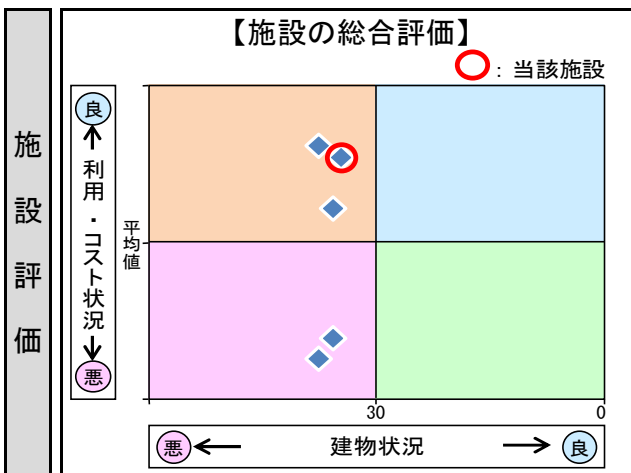 施設評価
【施設の総合評価】
：当該施設
良
利用・コスト状況
悪
平均値
30
0
悪
建物状況
良